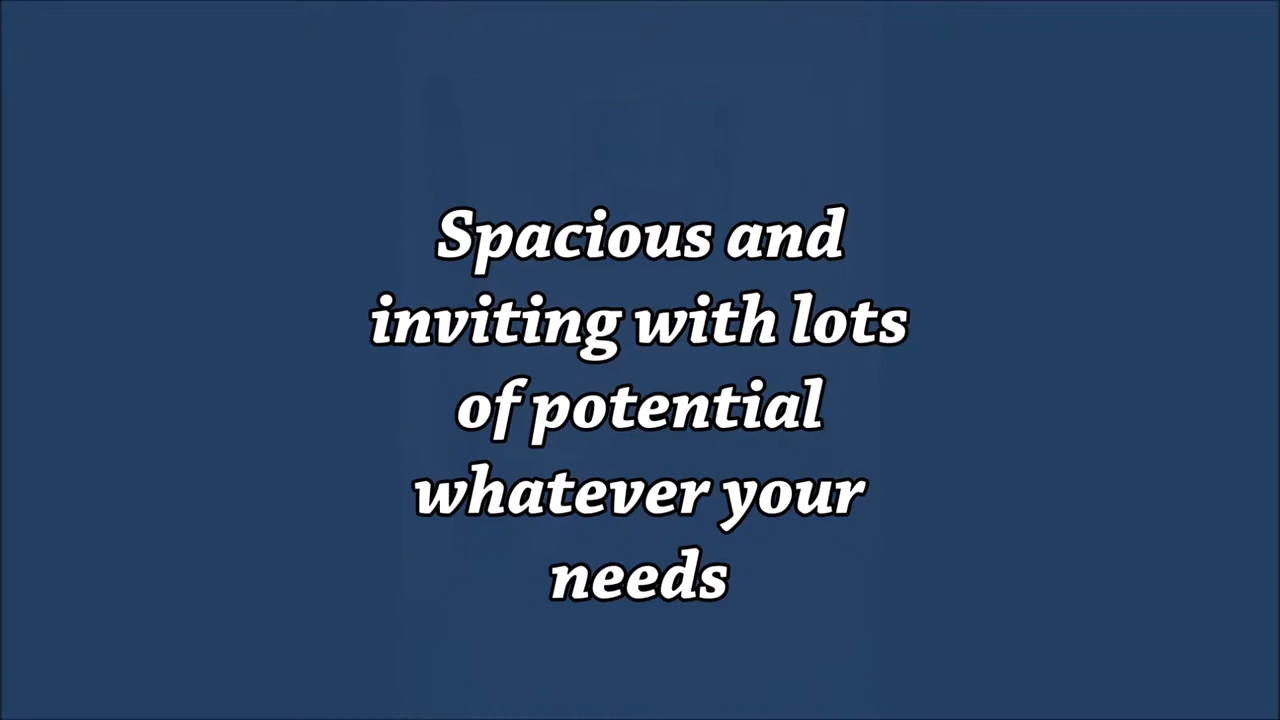 Spacious and
inviting with lots
of potential
whatever your
needs